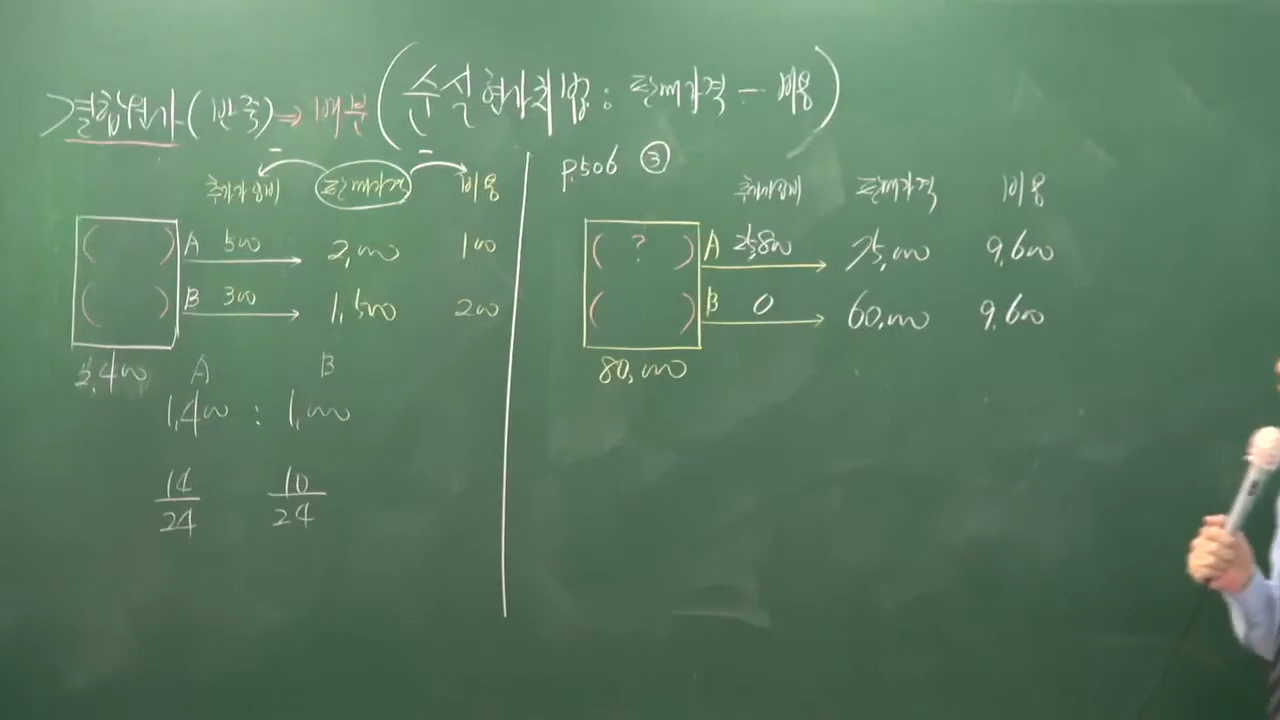 결합원가(반죽) ⇒ 배분 (순실현가치법: 판매가격 - 비용)
추가가공비 판매가격 비용
( ) A 500 2,000 100
( ) B 300 1,500 200
2,400 A B
1,400 : 1,000
14/24 10/24
p.506 ③
추가가공비 판매가격 비용
( ? ) A 25,800 75,000 9,600
( ) B 0 60,000 9,600
80,000